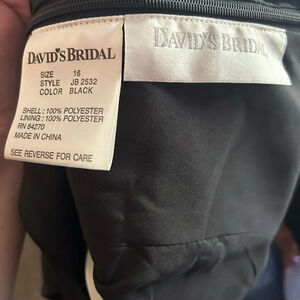 DAVID'S BRIDAL
SIZE 16
STYLE JB 2532
COLOR BLACK
SHELL : 100% POLYESTER
LINING : 100% POLYESTER
RN 84270
MADE IN CHINA
SEE REVERSE FOR CARE
DAVID'S BRIDAL